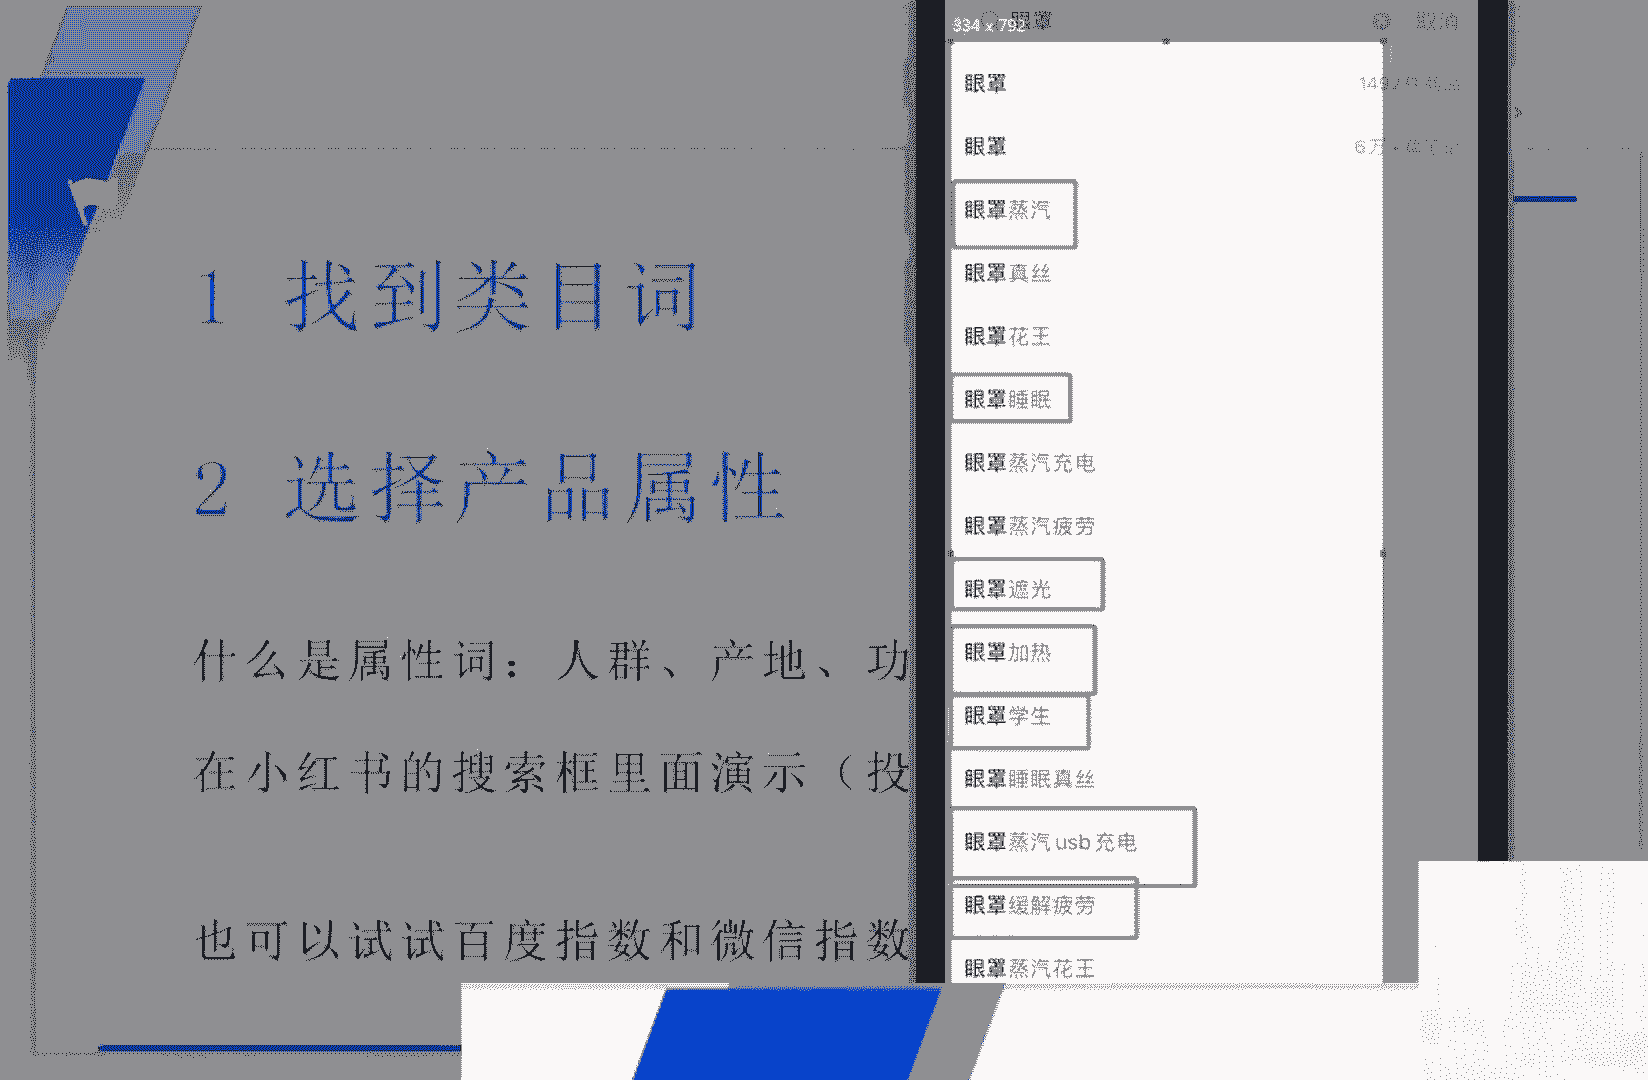 1 找到类目词
2 选择产品属性
什么是属性词：人群、产地、功
在小红书的搜索框里面演示（投
也可以试试百度指数和微信指数
334 x 792
眼罩
取消
眼罩
眼罩
6万+
眼罩蒸汽
眼罩真丝
眼罩花王
眼罩睡眠
眼罩蒸汽充电
眼罩蒸汽疲劳
眼罩遮光
眼罩加热
眼罩学生
眼罩睡眠真丝
眼罩蒸汽usb充电
眼罩缓解疲劳
眼罩蒸汽花王